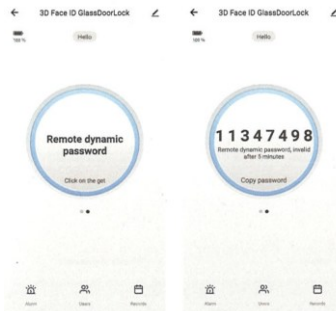 3D Face ID GlassDoorLock
100 %
Hello
Remote dynamic
password
Click on the get
Alarm
Users
Records
3D Face ID GlassDoorLock
100 %
Hello
11347498
Remote dynamic password, invalid
after 5 minutes
Copy password
Alarm
Users
Records